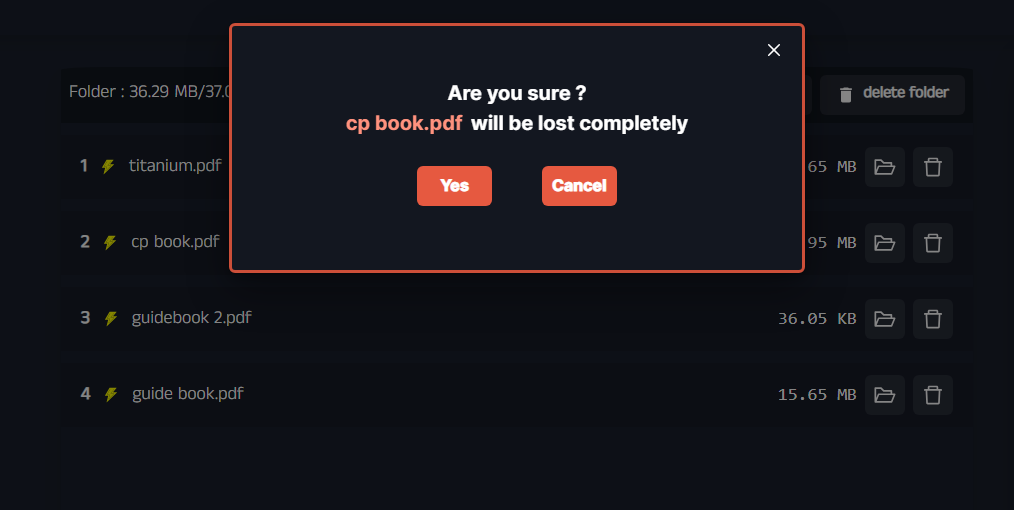 Are you sure ?
cp book.pdf will be lost completely
Yes Cancel
Folder : 36.29 MB/37.0
delete folder
1 titanium.pdf 65 MB
2 cp book.pdf 95 MB
3 guidebook 2.pdf 36.05 KB
4 guide book.pdf 15.65 MB